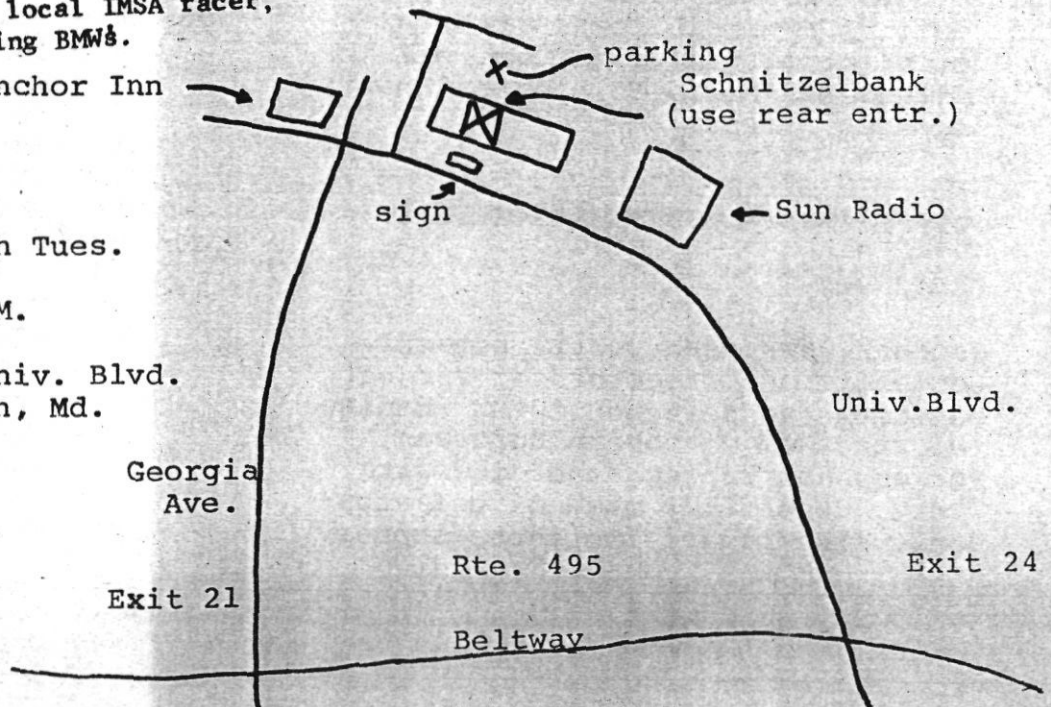 local IMSA racer,
ing BMWs.
nchor Inn
parking
Schnitzelbank
(use rear entr.)
sign
Sun Radio
n Tues.
M.
niv. Blvd.
n, Md.
Univ.Blvd.
Georgia
Ave.
Rte. 495
Exit 24
Exit 21
Beltway